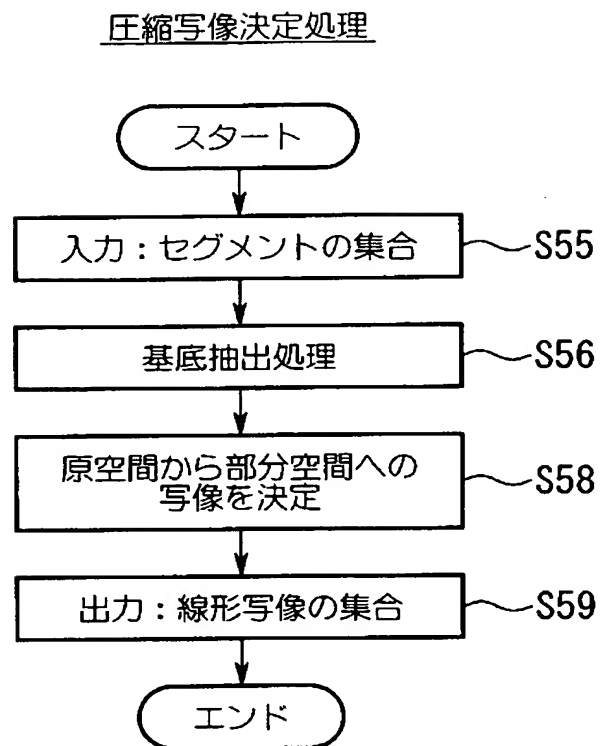 圧縮写像決定処理
スタート
入力：セグメントの集合
S55
基底抽出処理
S56
原空間から部分空間への
写像を決定
S58
出力：線形写像の集合
S59
エンド